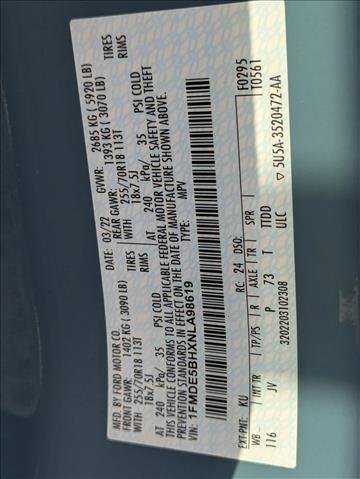 MFD. BY FORD MOTOR CO.
DATE: 03/22 GVWR: 2685 KG ( 5920 LB)
FRONT GAWR: 1402 KG ( 3090 LB) REAR GAWR: 1393 KG ( 3070 LB)
WITH 255/70R18 113T TIRES WITH 255/70R18 113T TIRES
18x7.5J RIMS 18x7.5J RIMS
AT 240 kPa/ 35 PSI COLD AT 240 kPa/ 35 PSI COLD
THIS VEHICLE CONFORMS TO ALL APPLICABLE FEDERAL MOTOR VEHICLE SAFETY AND THEFT
PREVENTION STANDARDS IN EFFECT ON THE DATE OF MANUFACTURE SHOWN ABOVE.
VIN: 1FMDE5BHXNLA98619 TYPE: MPV
F0295
T0561
EXT PNT: KU RC: 24 DSO:
WB INT TR TP/PS R AXLE TR SPR
116 JV P 73 T TTDD
ULC
3202203102308
▽ 5U5A-3520472-AA